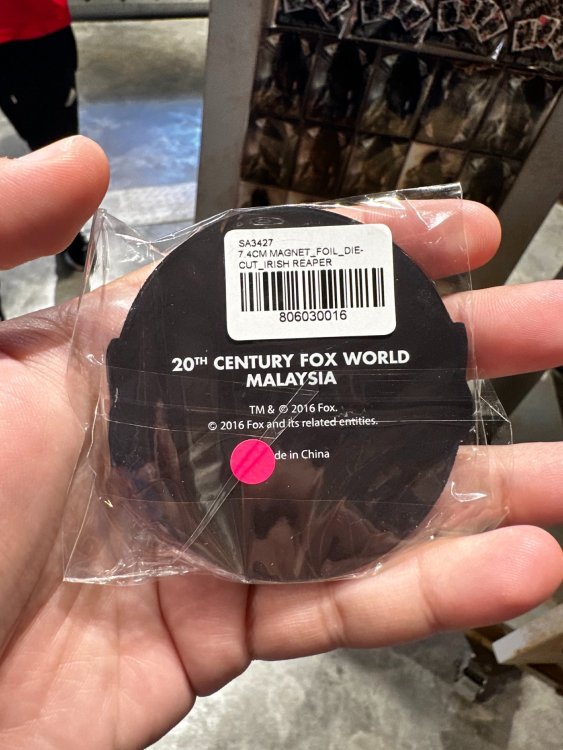 SA3427
7.4CM MAGNET_FOIL_DIE-
CUT_IRISH REAPER
806030016
20TH CENTURY FOX WORLD
MALAYSIA
TM & © 2016 Fox.
© 2016 Fox and its related entities.
de in China